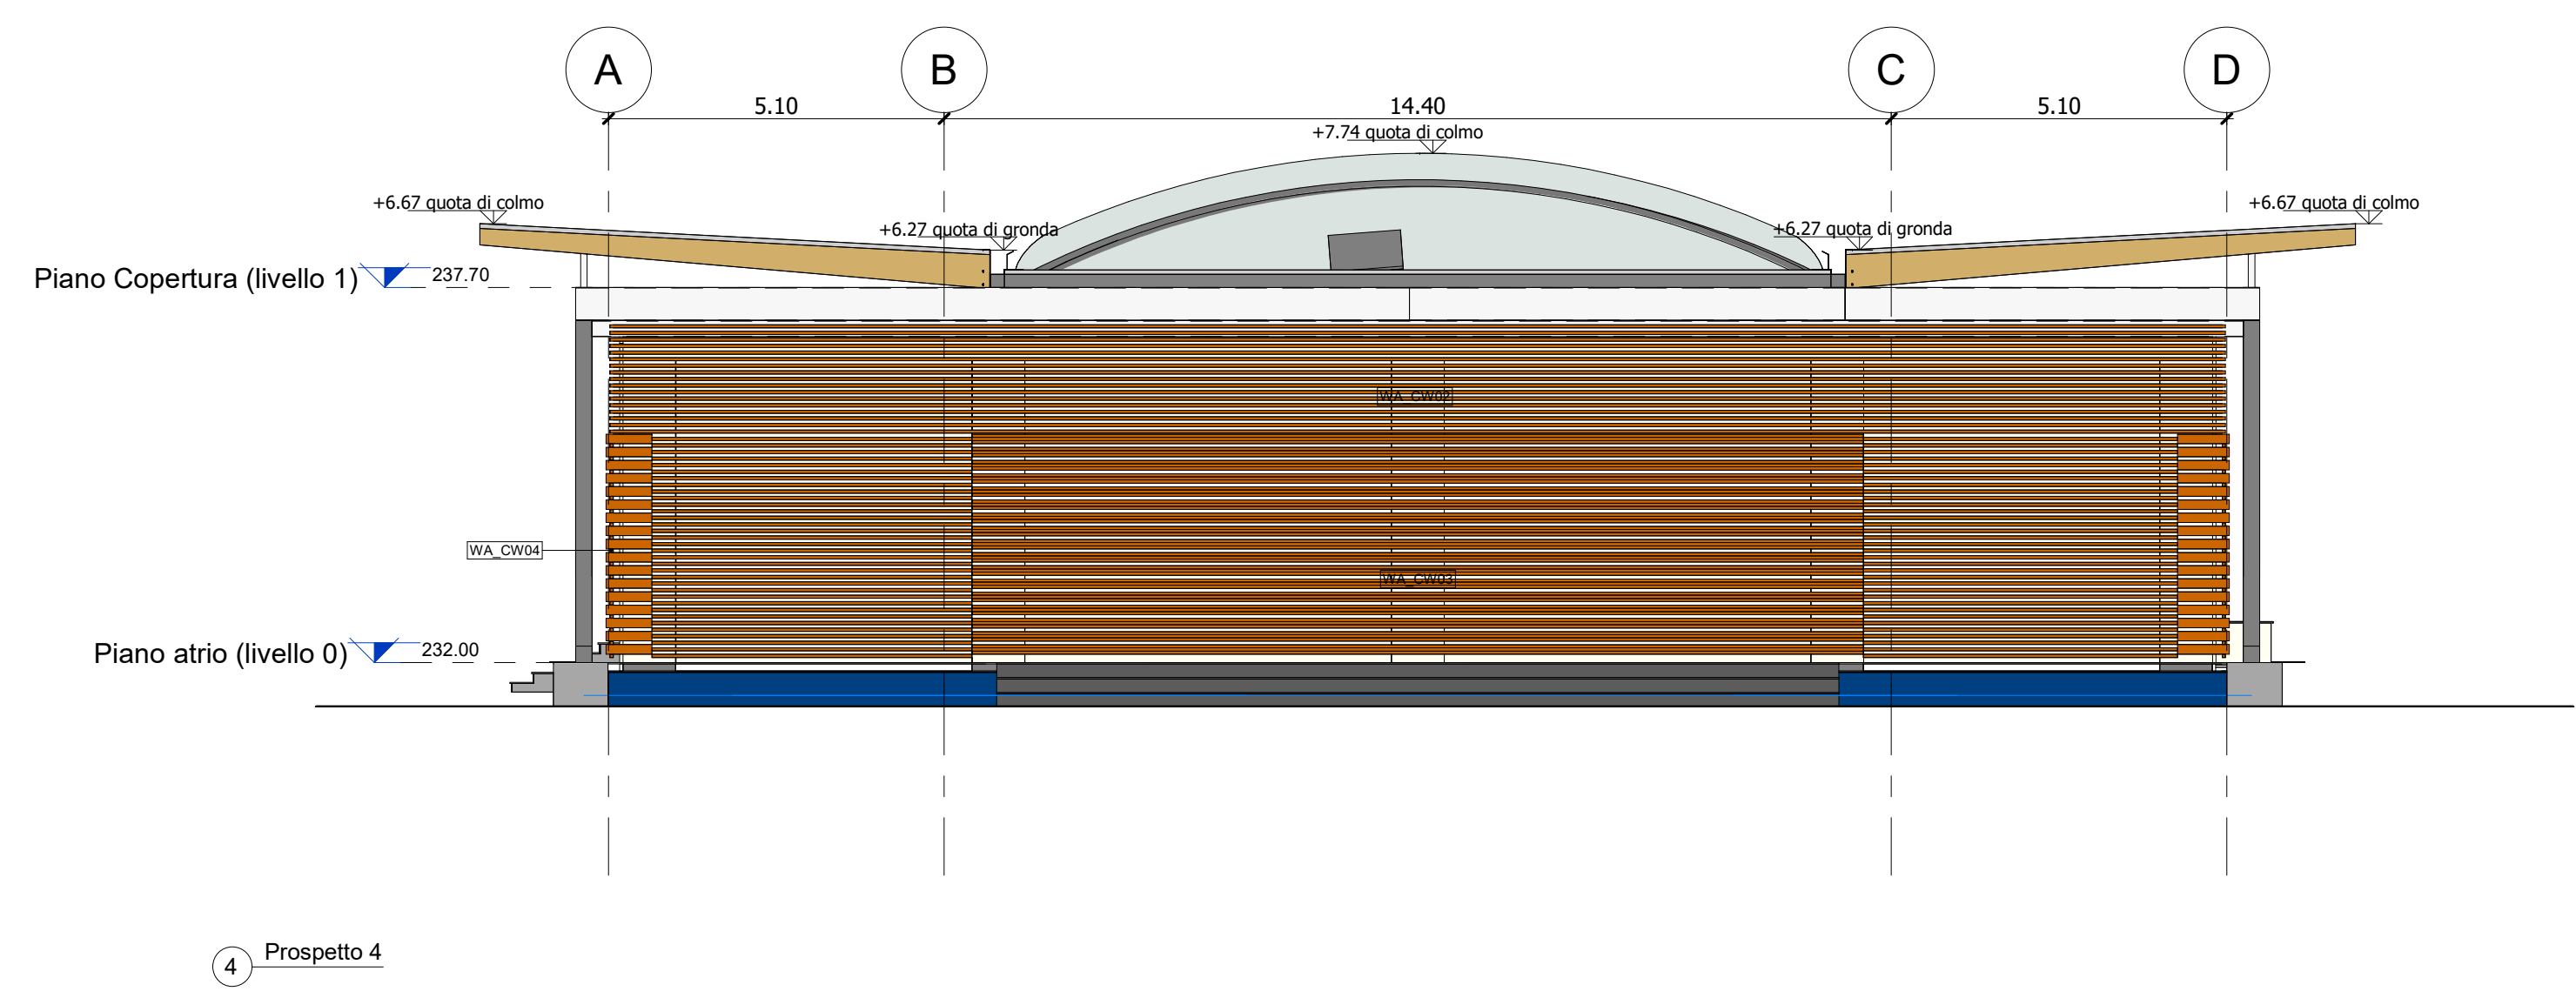 A
B
C
D
5.10
14.40
5.10
+7.74 quota di colmo
+6.67 quota di colmo
+6.67 quota di colmo
+6.27 quota di gronda
+6.27 quota di gronda
Piano Copertura (livello 1)
237.70
WA_CW02
WA_CW04
WA_CW03
Piano atrio (livello 0)
232.00
4
Prospetto 4